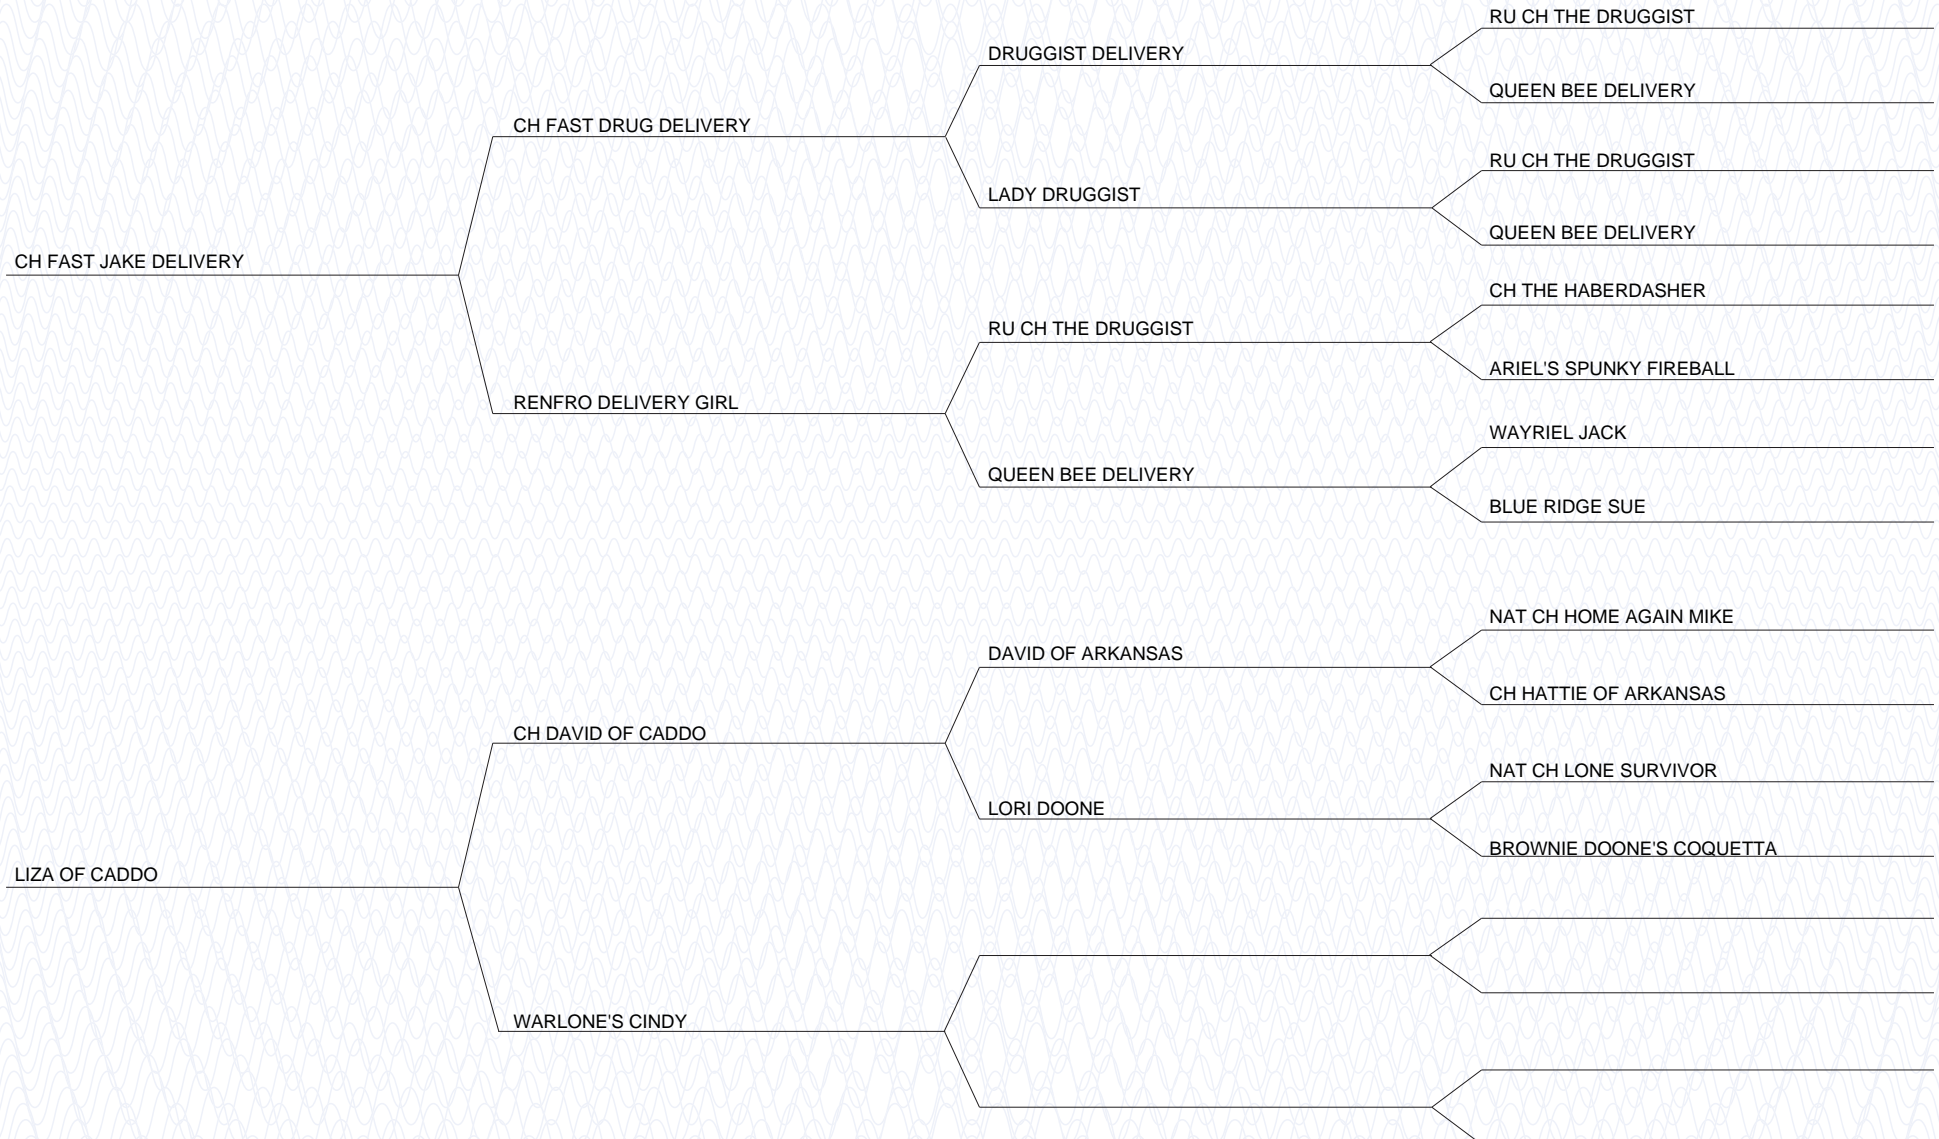 RU CH THE DRUGGIST
DRUGGIST DELIVERY
QUEEN BEE DELIVERY
CH FAST DRUG DELIVERY
RU CH THE DRUGGIST
LADY DRUGGIST
QUEEN BEE DELIVERY
CH FAST JAKE DELIVERY
CH THE HABERDASHER
RU CH THE DRUGGIST
ARIEL'S SPUNKY FIREBALL
RENFRO DELIVERY GIRL
WAYRIEL JACK
QUEEN BEE DELIVERY
BLUE RIDGE SUE
NAT CH HOME AGAIN MIKE
DAVID OF ARKANSAS
CH HATTIE OF ARKANSAS
CH DAVID OF CADDO
NAT CH LONE SURVIVOR
LORI DOONE
BROWNIE DOONE'S COQUETTA
LIZA OF CADDO
WARLONE'S CINDY